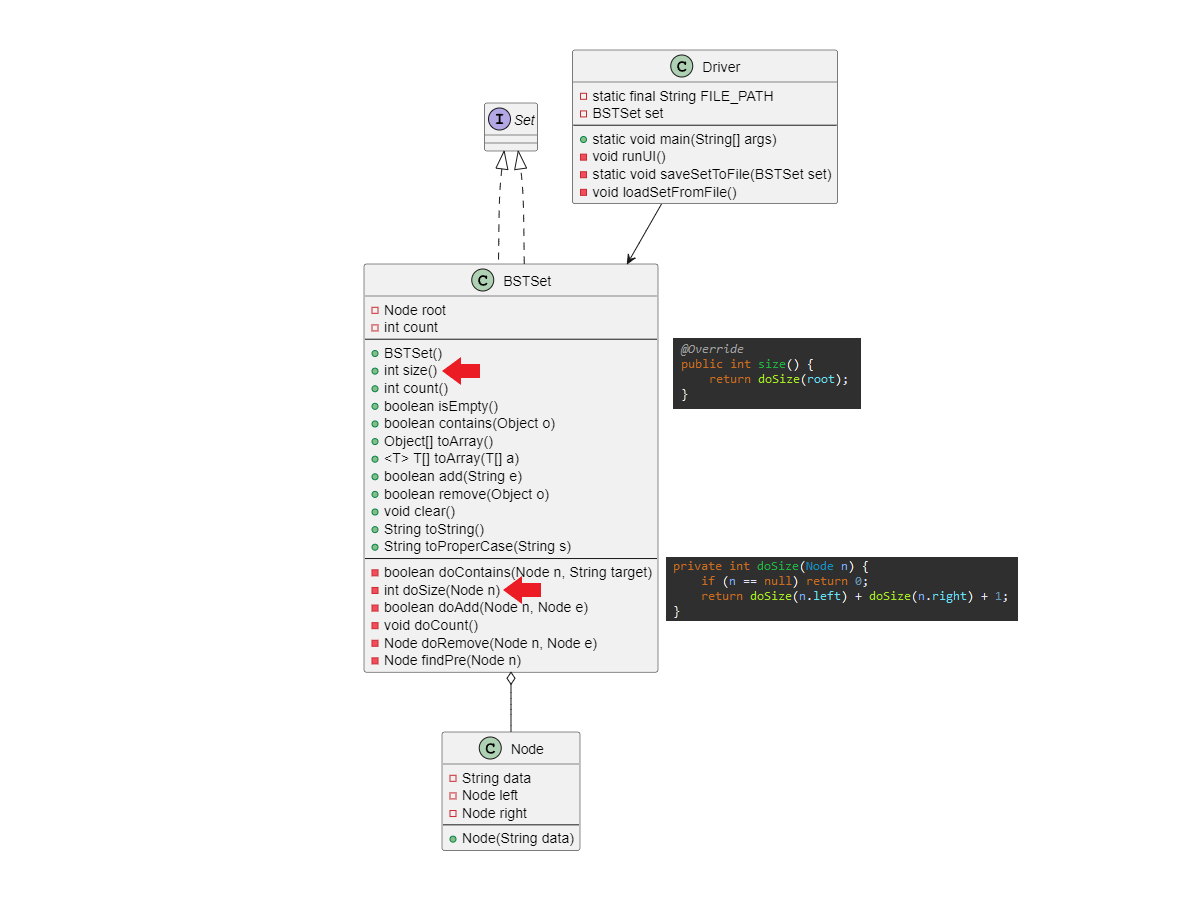 C Driver
static final String FILE_PATH
BSTSet set
static void main(String[] args)
void runUI()
static void saveSetToFile(BSTSet set)
void loadSetFromFile()
I Set
C BSTSet
Node root
int count
BSTSet()
int size()
int count()
boolean isEmpty()
boolean contains(Object o)
Object[] toArray()
<T> T[] toArray(T[] a)
boolean add(String e)
boolean remove(Object o)
void clear()
String toString()
String toProperCase(String s)
boolean doContains(Node n, String target)
int doSize(Node n)
boolean doAdd(Node n, Node e)
void doCount()
Node doRemove(Node n, Node e)
Node findPre(Node n)
@Override
public int size() {
    return doSize(root);
}
private int doSize(Node n) {
    if (n == null) return 0;
    return doSize(n.left) + doSize(n.right) + 1;
}
C Node
String data
Node left
Node right
Node(String data)